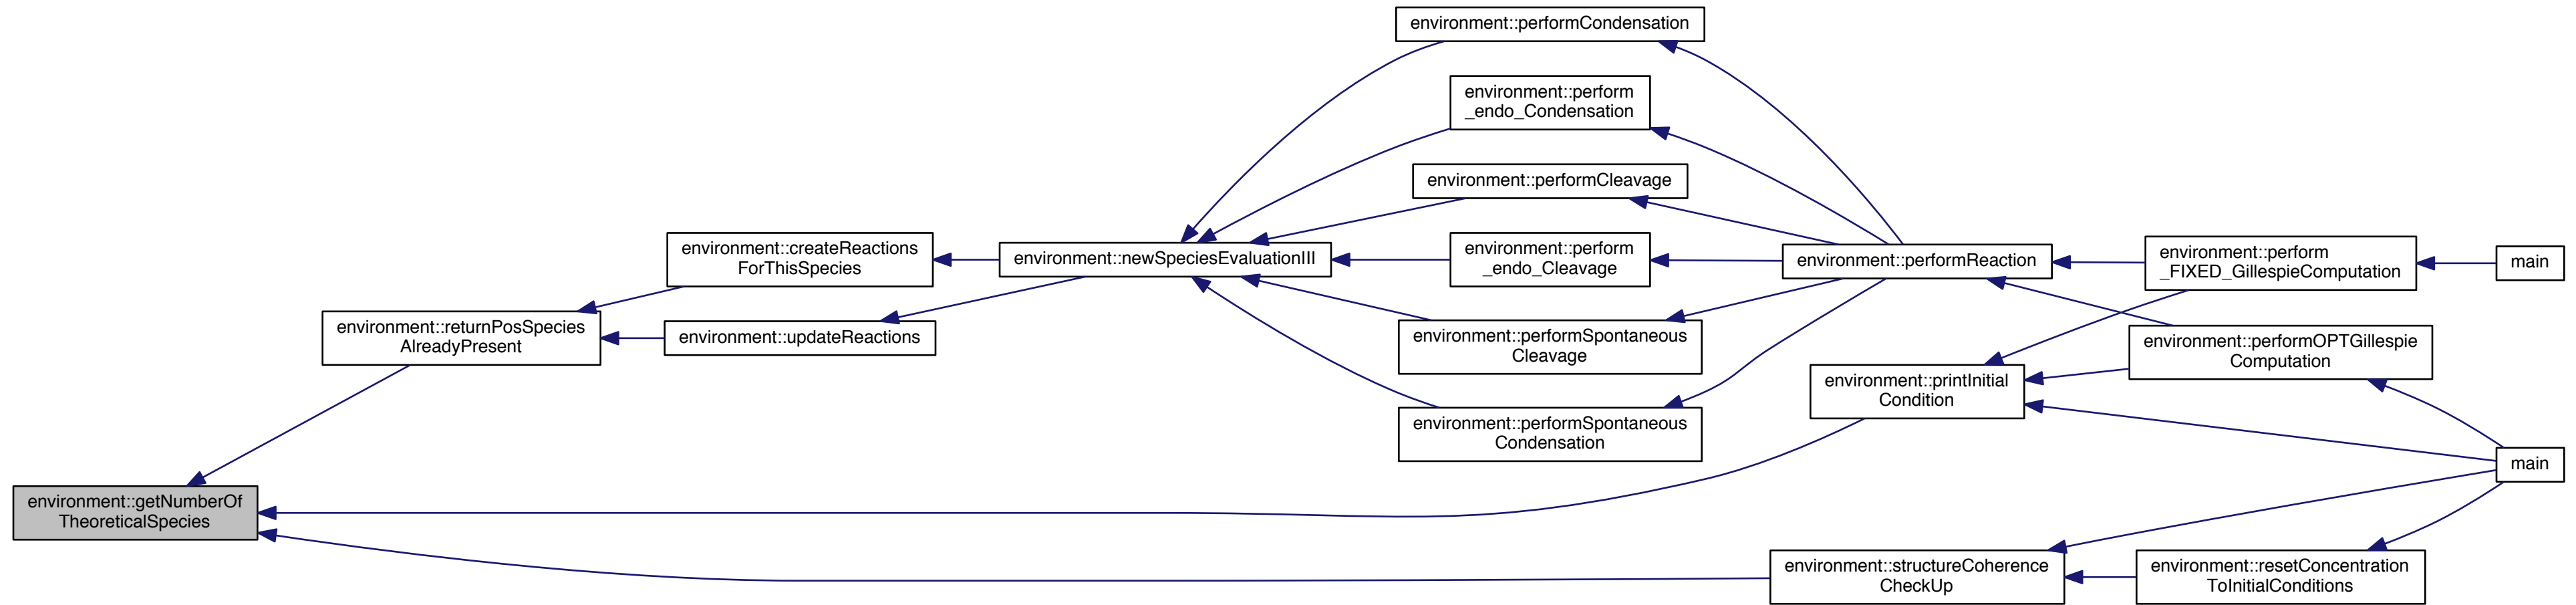 environment::performCondensation
environment::perform
_endo_Condensation
environment::performCleavage
environment::createReactions
ForThisSpecies
environment::newSpeciesEvaluationIII
environment::perform
_endo_Cleavage
environment::performReaction
environment::perform
_FIXED_GillespieComputation
main
environment::returnPosSpecies
AlreadyPresent
environment::updateReactions
environment::performSpontaneous
Cleavage
environment::performOPTGillespie
Computation
environment::printInitial
Condition
environment::performSpontaneous
Condensation
main
environment::getNumberOf
TheoreticalSpecies
environment::structureCoherence
CheckUp
environment::resetConcentration
ToInitialConditions